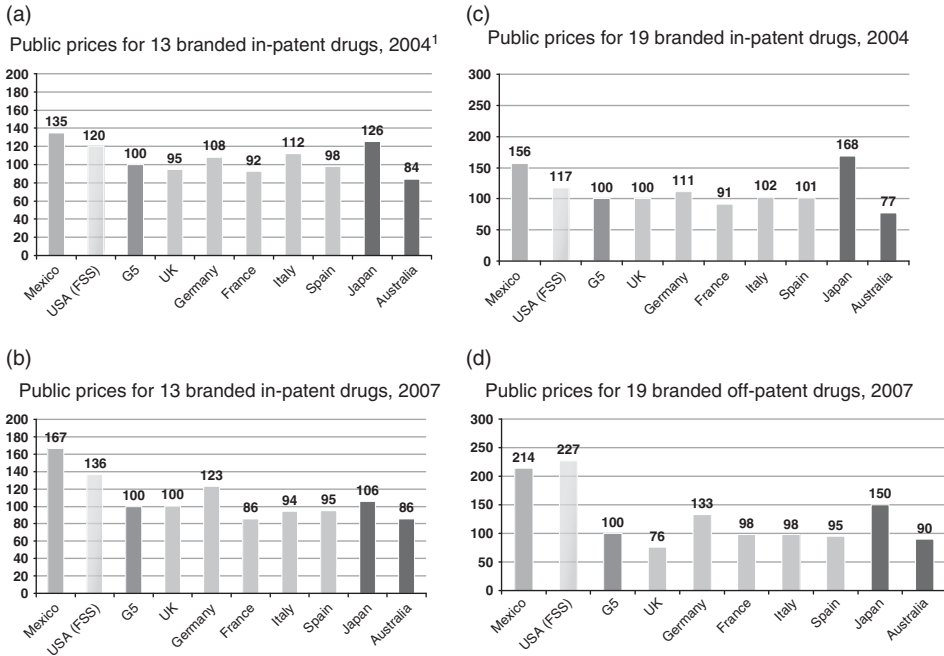 (a)
Public prices for 13 branded in-patent drugs, 2004¹
200
180
160
140
120
100
80
60
40
20
0
135
120
100
95
108
92
112
98
126
84
Mexico
USA (FSS)
G5
UK
Germany
France
Italy
Spain
Japan
Australia
(c)
Public prices for 19 branded in-patent drugs, 2004
300
250
200
150
100
50
0
156
117
100
100
111
91
102
101
168
77
Mexico
USA (FSS)
G5
UK
Germany
France
Italy
Spain
Japan
Australia
(b)
Public prices for 13 branded in-patent drugs, 2007
200
180
160
140
120
100
80
60
40
20
0
167
136
100
100
123
86
94
95
106
86
Mexico
USA (FSS)
G5
UK
Germany
France
Italy
Spain
Japan
Australia
(d)
Public prices for 19 branded off-patent drugs, 2007
300
250
200
150
100
50
0
214
227
100
76
133
98
98
95
150
90
Mexico
USA (FSS)
G5
UK
Germany
France
Italy
Spain
Japan
Australia